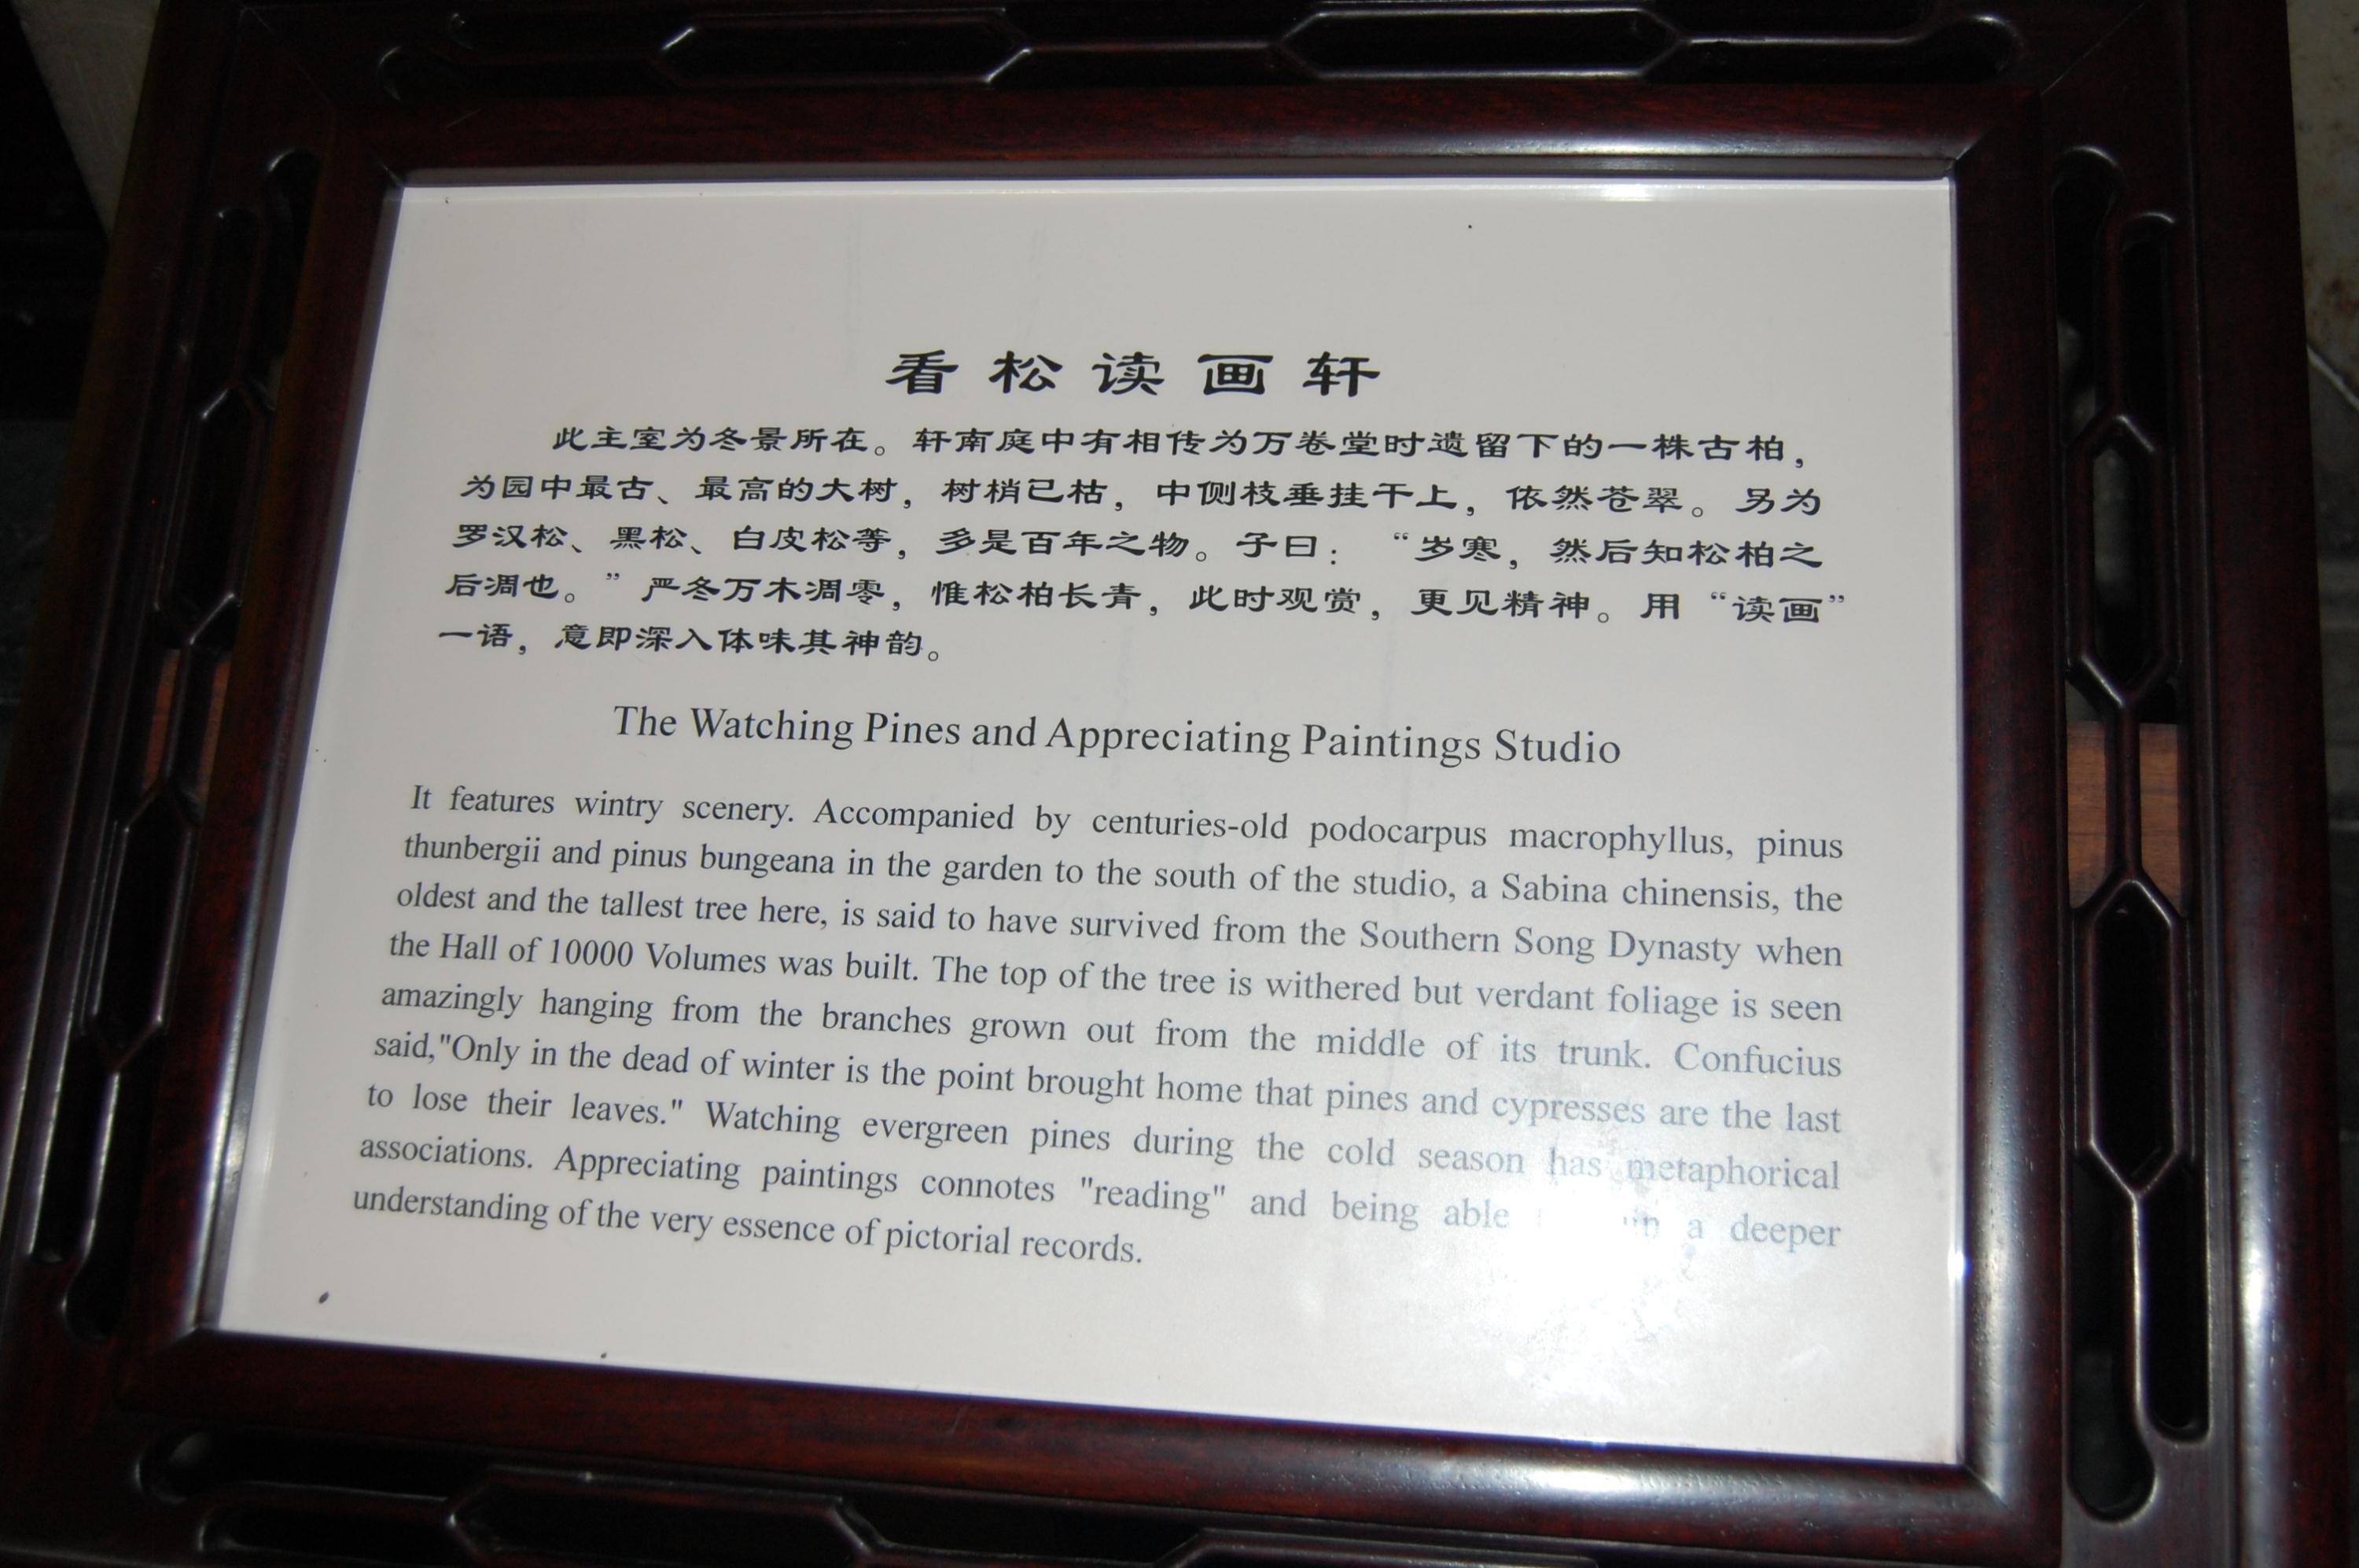 看松读画轩
此主室为冬景所在。轩南庭中有相传为万卷堂时遗留下的一株古柏，
为园中最古、最高的大树，树梢已枯，中侧枝垂挂干上，依然苍翠。另为
罗汉松、黑松、白皮松等，多是百年之物。子曰：“岁寒，然后知松柏之
后凋也。”严冬万木凋零，惟松柏长青，此时观赏，更见精神。用“读画”
一语，意即深入体味其神韵。
The Watching Pines and Appreciating Paintings Studio
It features wintry scenery. Accompanied by centuries-old podocarpus macrophyllus, pinus
thunbergii and pinus bungeana in the garden to the south of the studio, a Sabina chinensis, the
oldest and the tallest tree here, is said to have survived from the Southern Song Dynasty when
the Hall of 10000 Volumes was built. The top of the tree is withered but verdant foliage is seen
amazingly hanging from the branches grown out from the middle of its trunk. Confucius
said,"Only in the dead of winter is the point brought home that pines and cypresses are the last
to lose their leaves." Watching evergreen pines during the cold season has metaphorical
associations. Appreciating paintings connotes "reading" and being able a deeper
understanding of the very essence of pictorial records.